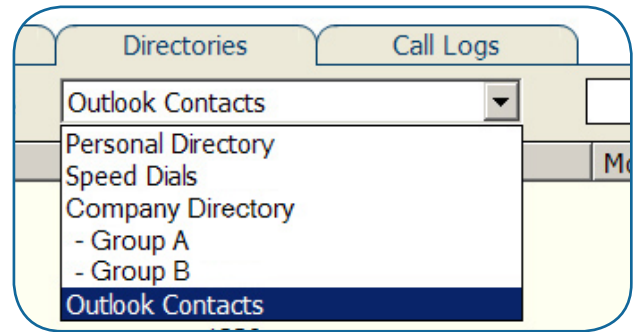 Directories Call Logs
Outlook Contacts
Personal Directory
Speed Dials
Company Directory
- Group A
- Group B
Outlook Contacts